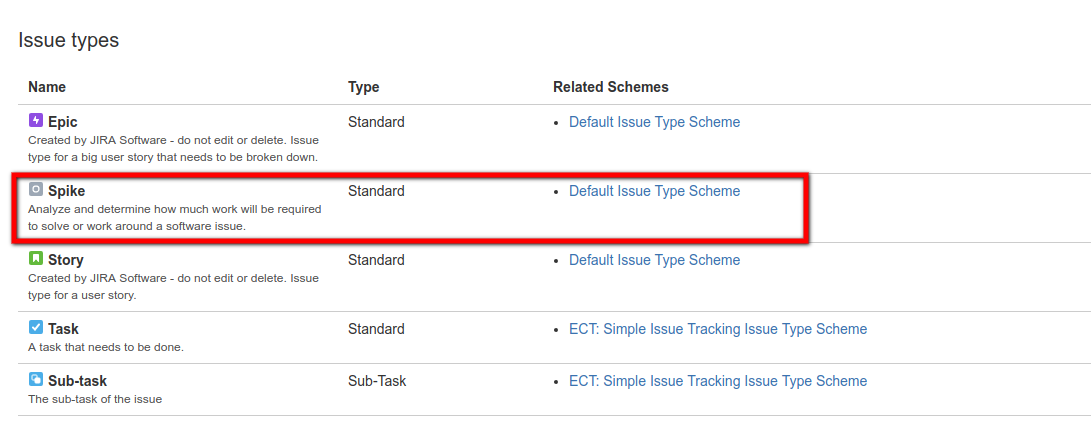 Issue types
Name Type Related Schemes
Epic Standard • Default Issue Type Scheme
Created by JIRA Software - do not edit or delete. Issue
type for a big user story that needs to be broken down.
Spike Standard • Default Issue Type Scheme
Analyze and determine how much work will be required
to solve or work around a software issue.
Story Standard • Default Issue Type Scheme
Created by JIRA Software - do not edit or delete. Issue
type for a user story.
Task Standard • ECT: Simple Issue Tracking Issue Type Scheme
A task that needs to be done.
Sub-task Sub-Task • ECT: Simple Issue Tracking Issue Type Scheme
The sub-task of the issue